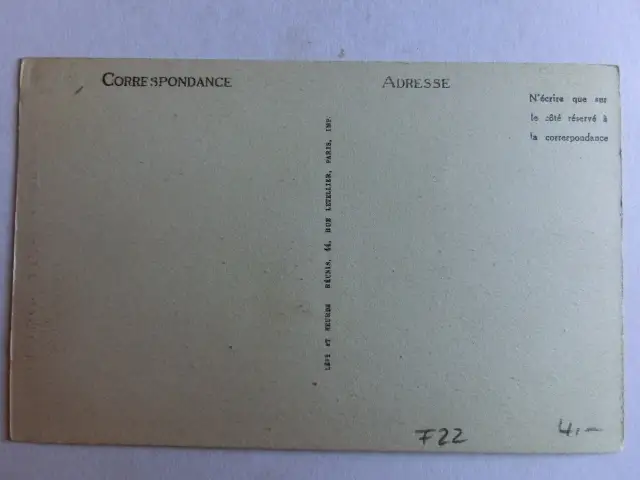 CORRESPONDANCE
ADRESSE
N'écrire que sur
le côté réservé à
la correspondance
LÉVY ET NEURDEIN RÉUNIS, 44, RUE LETELLIER, PARIS, IMP.
F22
4,-